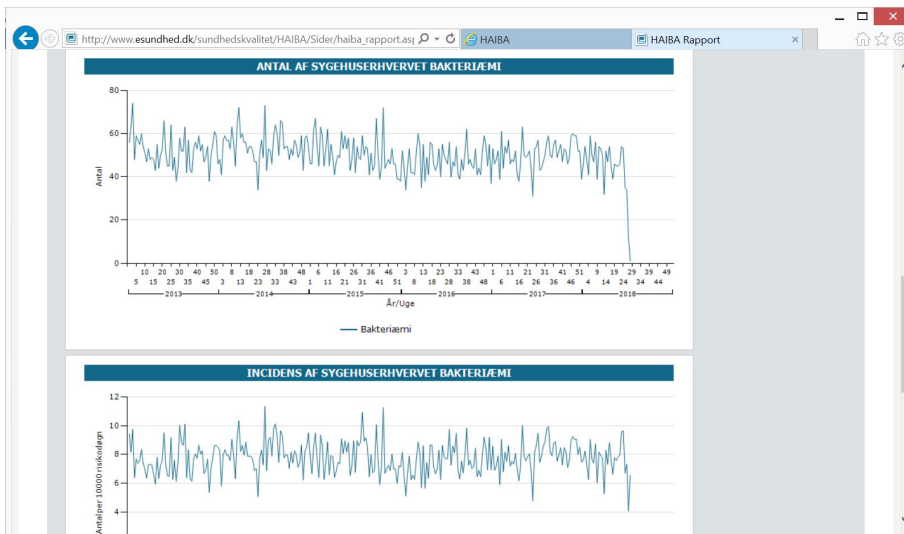 http://www.esundhed.dk/sundhedskvalitet/HAIBA/Sider/haiba_rapport.as
HAIBA
HAIBA Rapport
ANTAL AF SYGEHUSERHVERVET BAKTERIÆMI
80
60
40
20
0
Antal
10 20 30 40 50 8 18 28 38 48 6 16 26 36 46 3 13 23 33 43 1 11 21 31 41 51 9 19 29 39 49
5 15 25 35 45 3 13 23 33 43 1 11 21 31 41 51 8 18 28 38 48 6 16 26 36 46 4 14 24 34 44
2013 2014 2015 2016 2017 2018
År/Uge
Bakteriæmi
INCIDENS AF SYGEHUSERHVERVET BAKTERIÆMI
12
10
8
6
4
Antal per 10000 risikodøgn